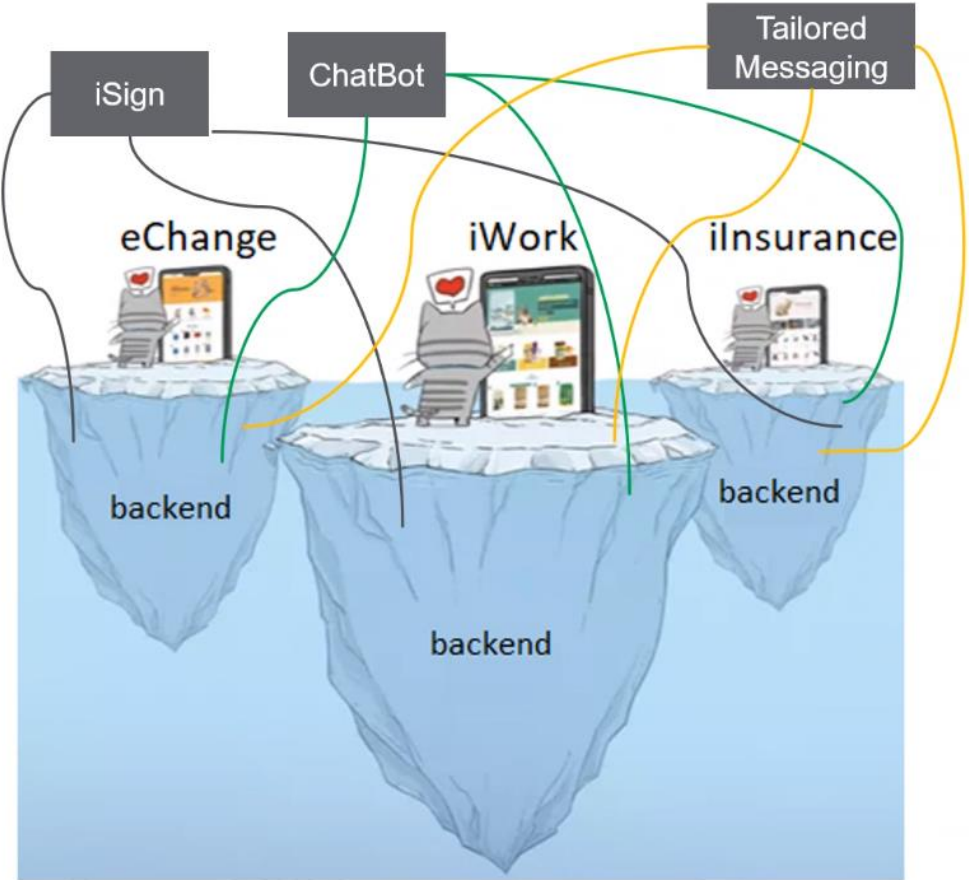 iSign
ChatBot
Tailored
Messaging
eChange
iWork
iInsurance
backend
backend
backend